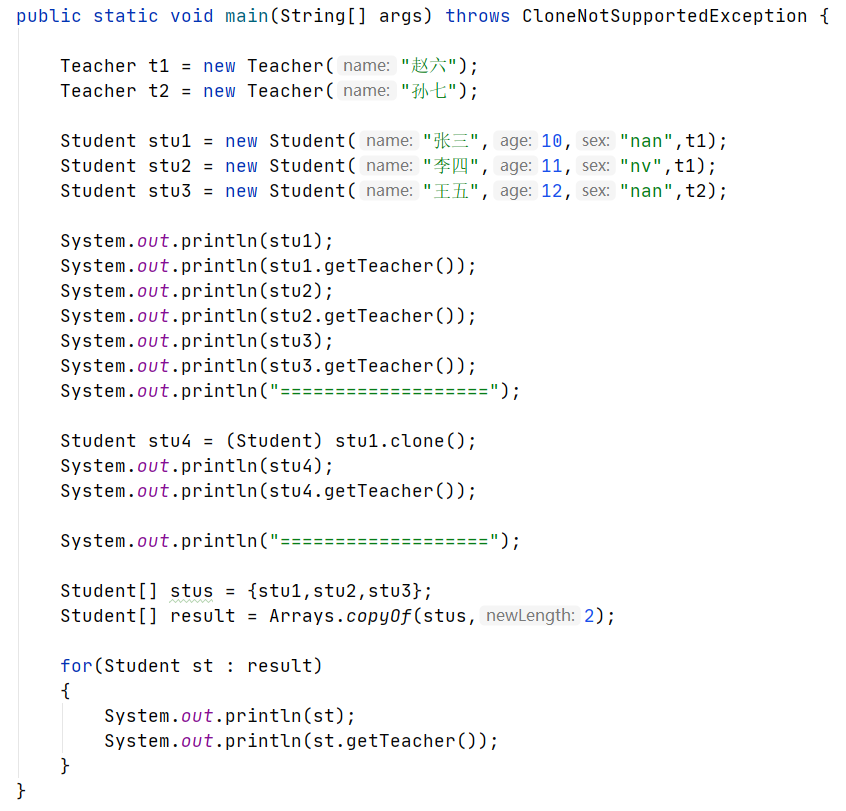 public static void main(String[] args) throws CloneNotSupportedException {
Teacher t1 = new Teacher( name: "赵六");
Teacher t2 = new Teacher( name: "孙七");
Student stu1 = new Student( name: "张三", age: 10, sex: "nan",t1);
Student stu2 = new Student( name: "李四", age: 11, sex: "nv",t1);
Student stu3 = new Student( name: "王五", age: 12, sex: "nan",t2);
System.out.println(stu1);
System.out.println(stu1.getTeacher());
System.out.println(stu2);
System.out.println(stu2.getTeacher());
System.out.println(stu3);
System.out.println(stu3.getTeacher());
System.out.println("===================");
Student stu4 = (Student) stu1.clone();
System.out.println(stu4);
System.out.println(stu4.getTeacher());
System.out.println("===================");
Student[] stus = {stu1,stu2,stu3};
Student[] result = Arrays.copyOf(stus, newLength: 2);
for(Student st : result)
{
System.out.println(st);
System.out.println(st.getTeacher());
}
}